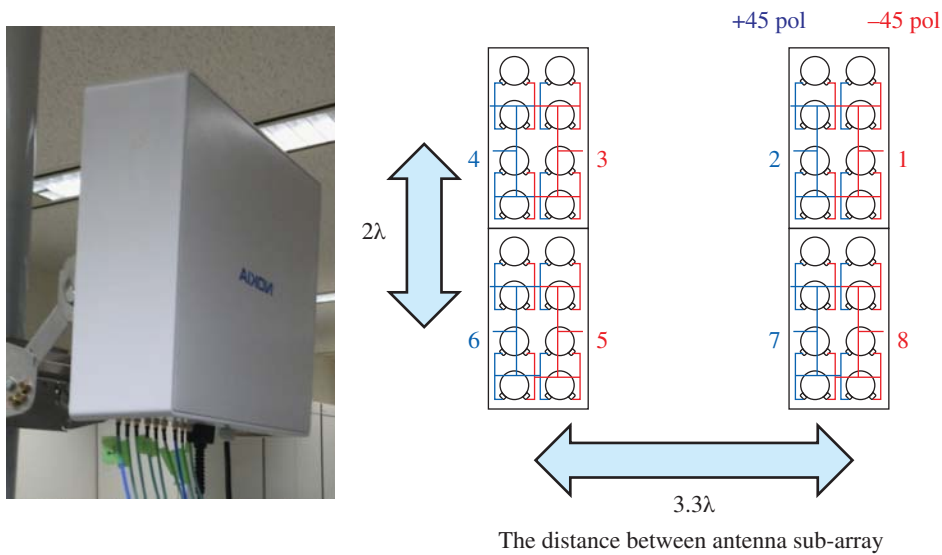 +45 pol
−45 pol
NOKIA
4
3
2
1
2λ
6
5
7
8
3.3λ
The distance between antenna sub-array